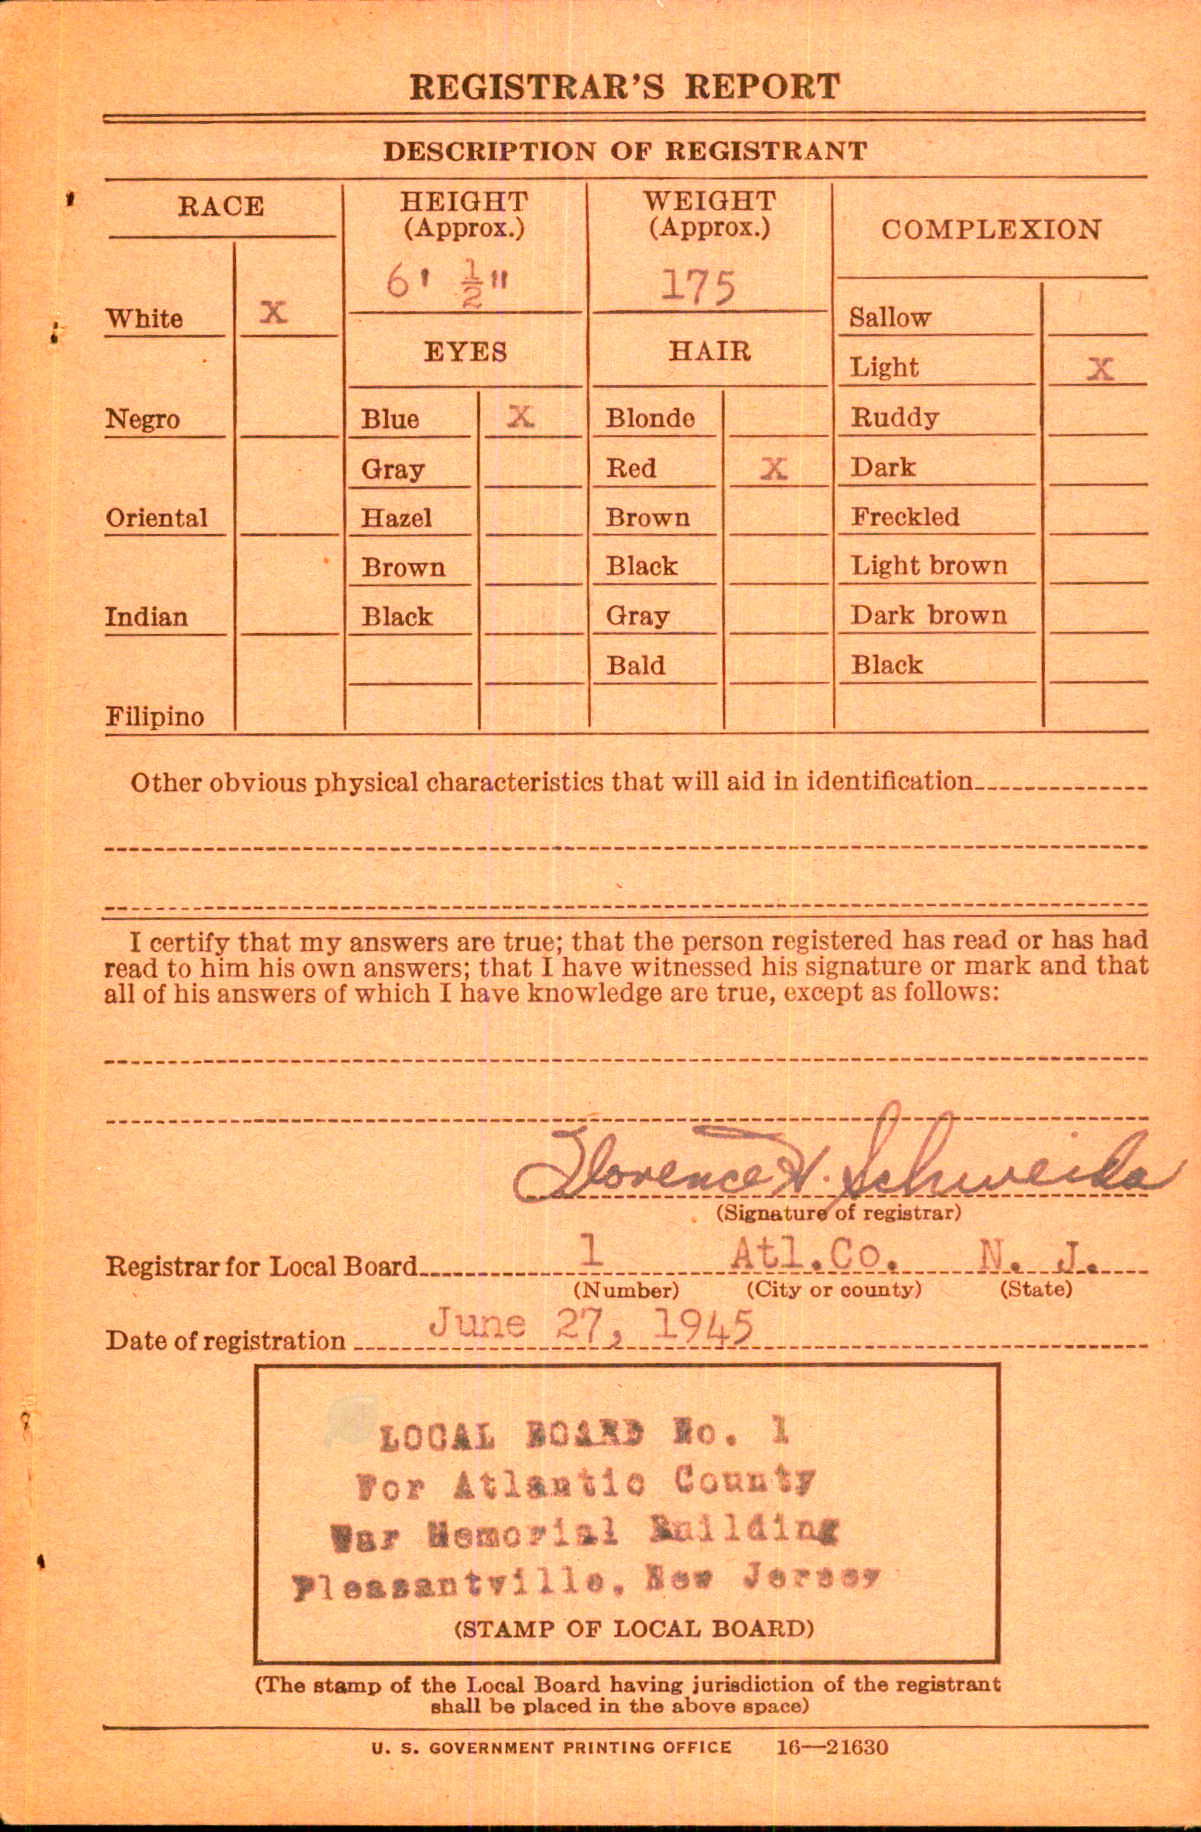 REGISTRAR'S REPORT
DESCRIPTION OF REGISTRANT
RACE
HEIGHT
(Approx.)
WEIGHT
(Approx.)
COMPLEXION
6' ½"
175
White X
Sallow
EYES
HAIR
Light X
Negro
Blue X
Blonde
Ruddy
Gray
Red X
Dark
Oriental
Hazel
Brown
Freckled
Brown
Black
Light brown
Indian
Black
Gray
Dark brown
Bald
Black
Filipino
Other obvious physical characteristics that will aid in identification
I certify that my answers are true; that the person registered has read or has had
read to him his own answers; that I have witnessed his signature or mark and that
all of his answers of which I have knowledge are true, except as follows:
Florence H. Schweida
(Signature of registrar)
Registrar for Local Board 1 Atl.Co. N. J.
(Number) (City or county) (State)
Date of registration June 27, 1945
LOCAL BOARD No. 1
For Atlantic County
War Memorial Building
Pleasantville, New Jersey
(STAMP OF LOCAL BOARD)
(The stamp of the Local Board having jurisdiction of the registrant
shall be placed in the above space)
U. S. GOVERNMENT PRINTING OFFICE 16—21630